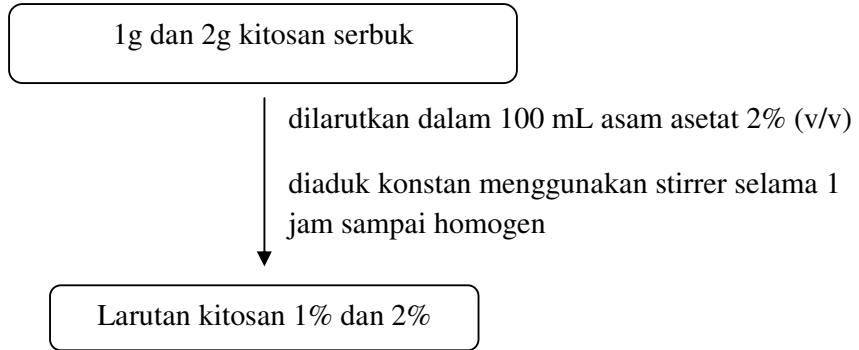 1g dan 2g kitosan serbuk
dilarutkan dalam 100 mL asam asetat 2% (v/v)
diaduk konstan menggunakan stirrer selama 1
jam sampai homogen
Larutan kitosan 1% dan 2%